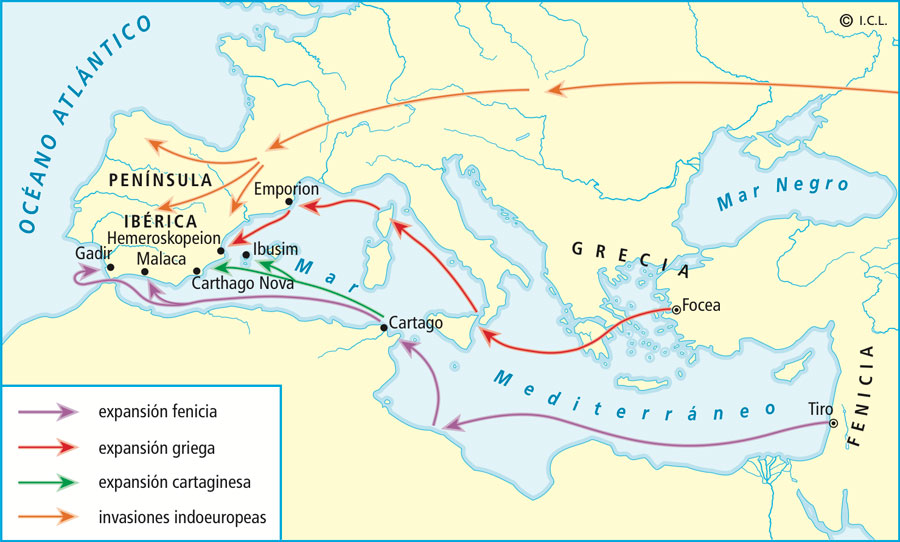 © I.C.L.
OCÉANO ATLÁNTICO
PENÍNSULA
IBÉRICA
Emporion
Hemeroskopeion
Ibusim
Gadir
Malaca
Carthago Nova
Cartago
Mar
Mediterráneo
Mar Negro
GRECIA
Focea
FENICIA
Tiro
expansión fenicia
expansión griega
expansión cartaginesa
invasiones indoeuropeas